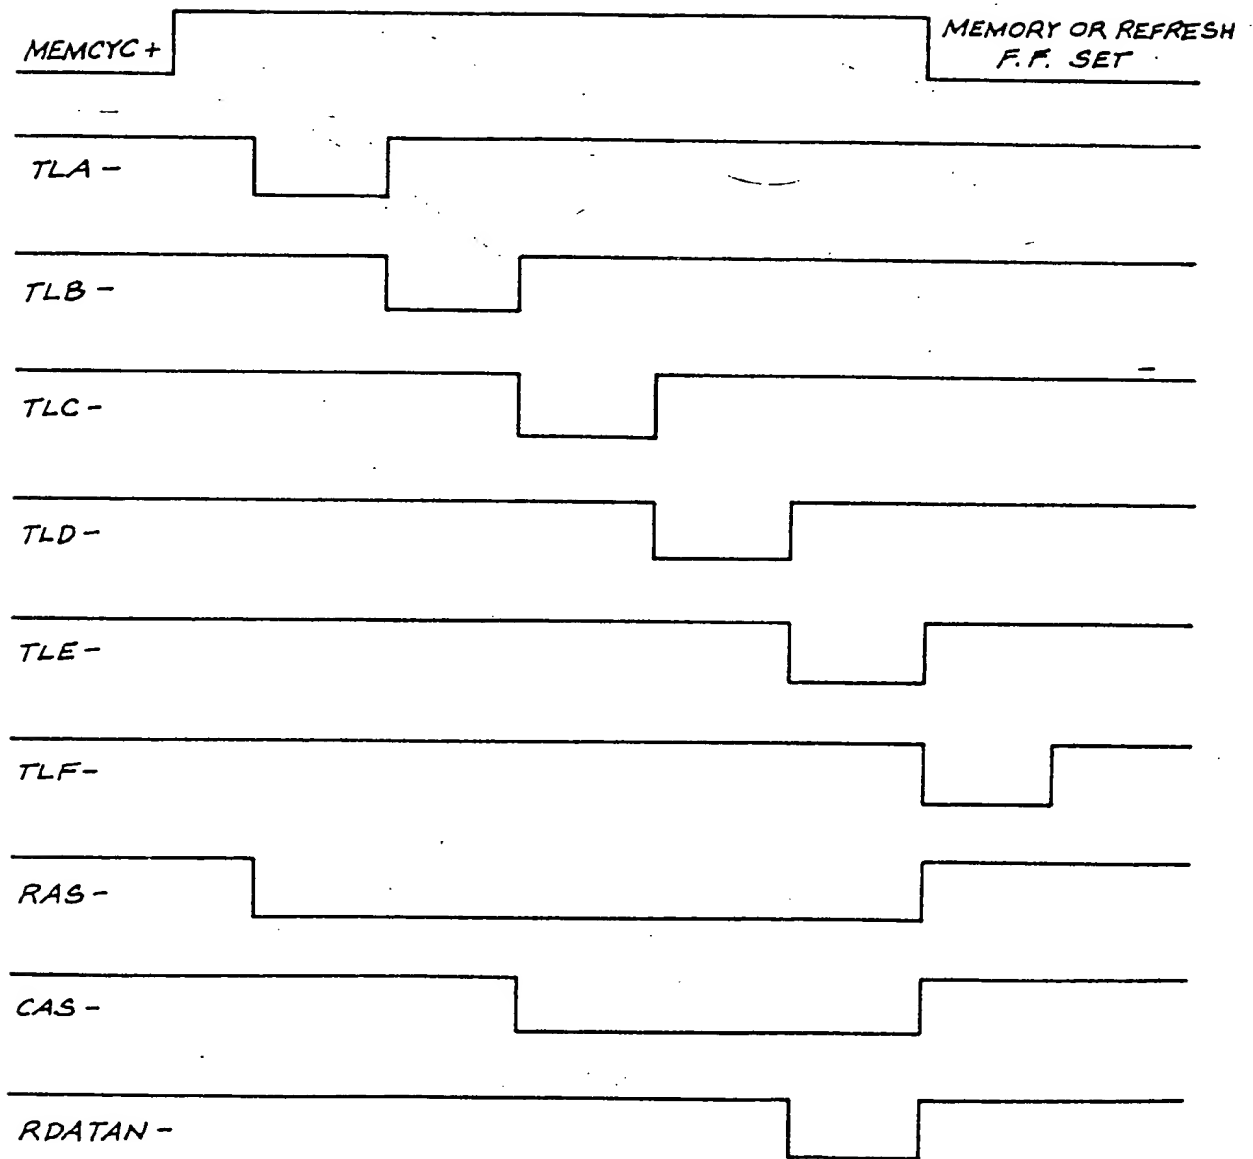 MEMCYC +
MEMORY OR REFRESH
F.F. SET
TLA -
TLB -
TLC -
TLD -
TLE -
TLF -
RAS -
CAS -
RDATAN -